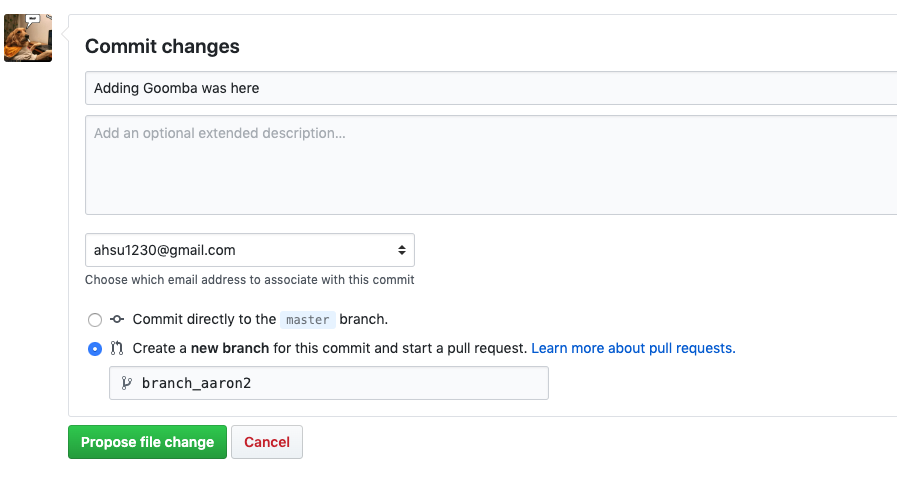 Commit changes
Adding Goomba was here
Add an optional extended description...
ahsu1230@gmail.com
Choose which email address to associate with this commit
Commit directly to the master branch.
Create a new branch for this commit and start a pull request. Learn more about pull requests.
branch_aaron2
Propose file change Cancel